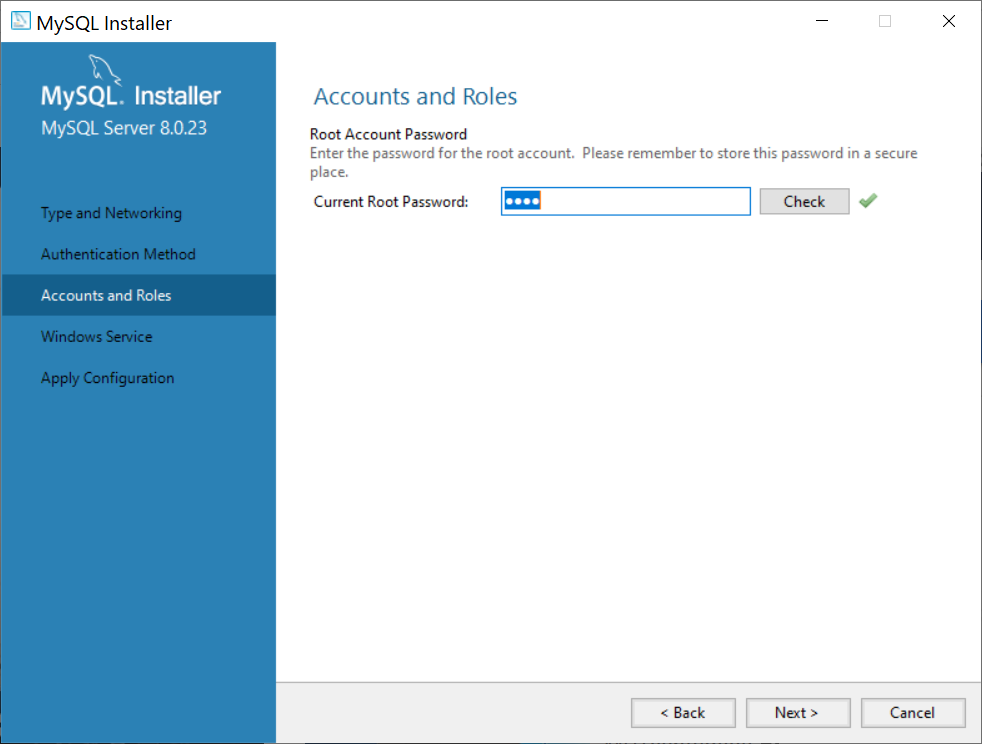 MySQL Installer
MySQL. Installer
MySQL Server 8.0.23
Type and Networking
Authentication Method
Accounts and Roles
Windows Service
Apply Configuration
Accounts and Roles
Root Account Password
Enter the password for the root account.  Please remember to store this password in a secure
place.
Current Root Password:
••••
Check
< Back
Next >
Cancel